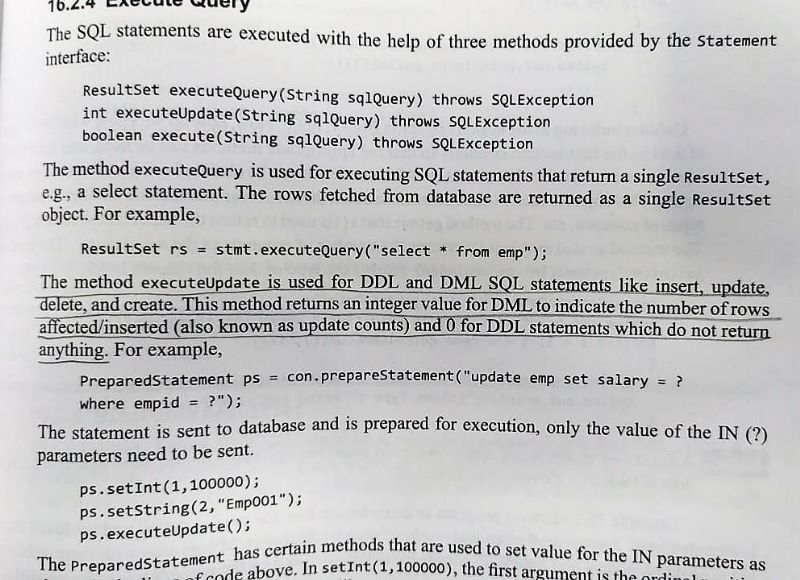 16.2.4 Execute Query
The SQL statements are executed with the help of three methods provided by the Statement
interface:
ResultSet executeQuery(String sqlQuery) throws SQLException
int executeUpdate(String sqlQuery) throws SQLException
boolean execute(String sqlQuery) throws SQLException
The method executeQuery is used for executing SQL statements that return a single ResultSet,
e.g., a select statement. The rows fetched from database are returned as a single ResultSet
object. For example,
ResultSet rs = stmt.executeQuery("select * from emp");
The method executeUpdate is used for DDL and DML SQL statements like insert, update,
delete, and create. This method returns an integer value for DML to indicate the number of rows
affected/inserted (also known as update counts) and 0 for DDL statements which do not return
anything. For example,
PreparedStatement ps = con.prepareStatement("update emp set salary = ?
where empid = ?");
The statement is sent to database and is prepared for execution, only the value of the IN (?)
parameters need to be sent.
ps.setInt(1,100000);
ps.setString(2,"Emp001");
ps.executeUpdate();
The PreparedStatement has certain methods that are used to set value for the IN parameters as
of code above. In setInt(1,100000), the first argument is the